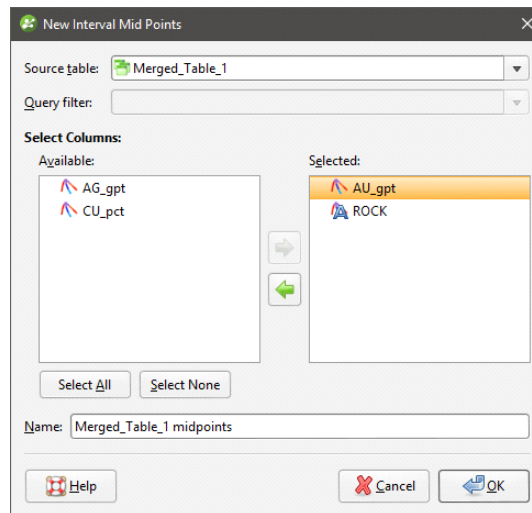 New Interval Mid Points
Source table: Merged_Table_1
Query filter:
Select Columns:
Available: Selected:
AG_gpt AU_gpt
CU_pct ROCK
Select All Select None
Name: Merged_Table_1 midpoints
Help Cancel OK